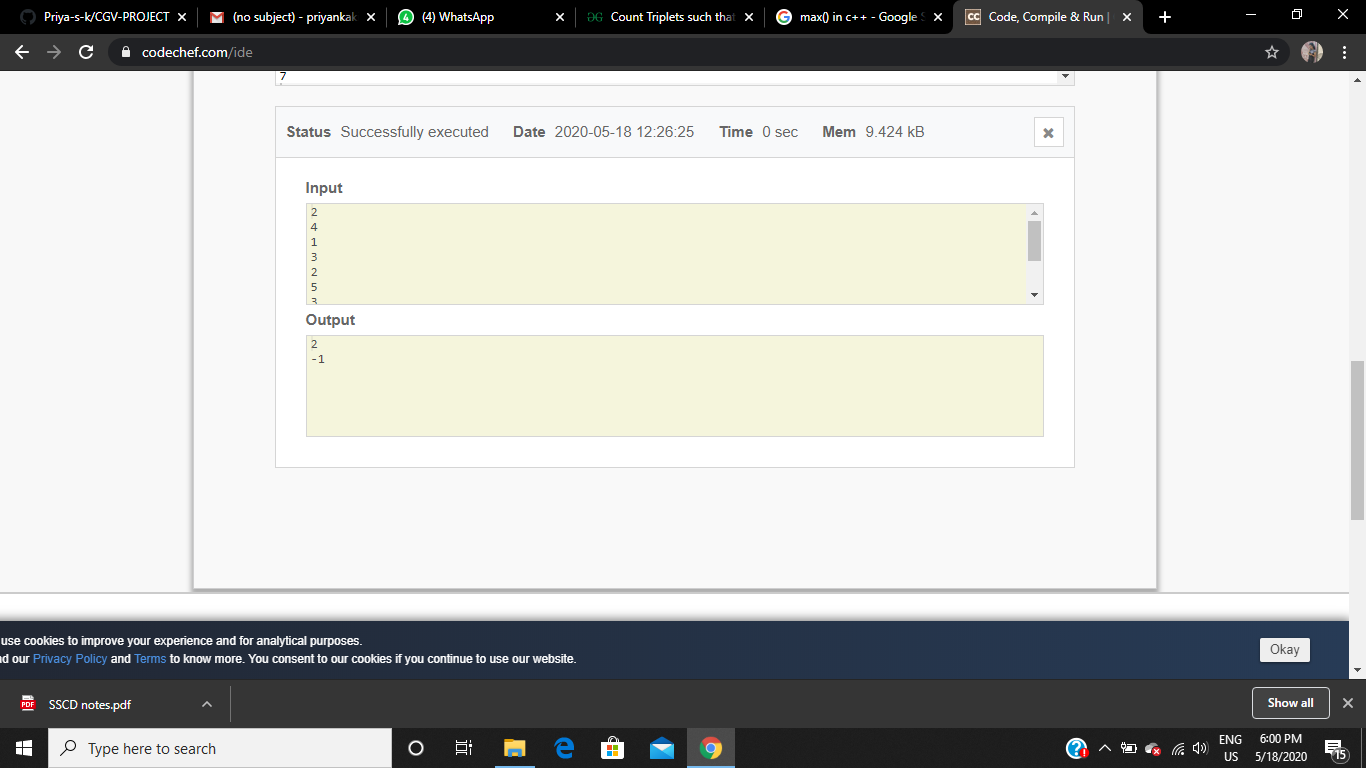 Priya-s-k/CGV-PROJECT
(no subject) - priyankak
(4) WhatsApp
Count Triplets such that
max() in c++ - Google S
CC Code, Compile & Run |
codechef.com/ide
7
Status Successfully executed Date 2020-05-18 12:26:25 Time 0 sec Mem 9.424 kB
Input
2
4
1
3
2
5
3
Output
2
-1
use cookies to improve your experience and for analytical purposes.
d our Privacy Policy and Terms to know more. You consent to our cookies if you continue to use our website.
Okay
PDF SSCD notes.pdf
Show all
Type here to search
ENG
US
6:00 PM
5/18/2020
15